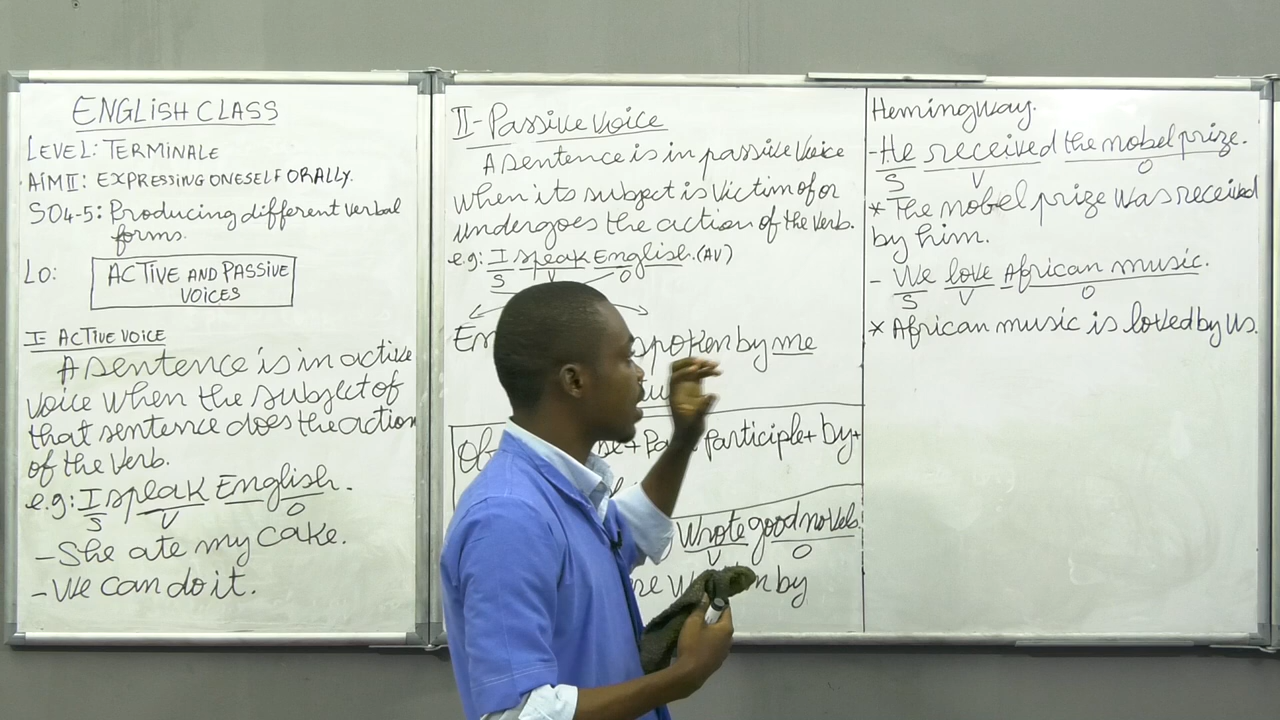 ENGLISH CLASS
LEVEL: TERMINALE
AIM II: EXPRESSING ONESELF ORALLY.
SO4-5: Producing different verbal
forms.
LO: ACTIVE AND PASSIVE
VOICES
I- ACTIVE VOICE
A sentence is in active
voice when the subject of
that sentence does the action
of the verb.
e.g: I speak English.
S V O
- She ate my cake.
- We can do it.
II- Passive voice
A sentence is in passive voice
when its subject is victim of or
undergoes the action of the verb.
e.g: I speak English. (AV)
S V O
spoken by me
Participle + by +
Wrote good novels
V O
by
Hemingway.
- He received the nobel prize.
S V O
* The nobel prize was received
by him.
- We love African music.
S V O
* African music is loved by us.